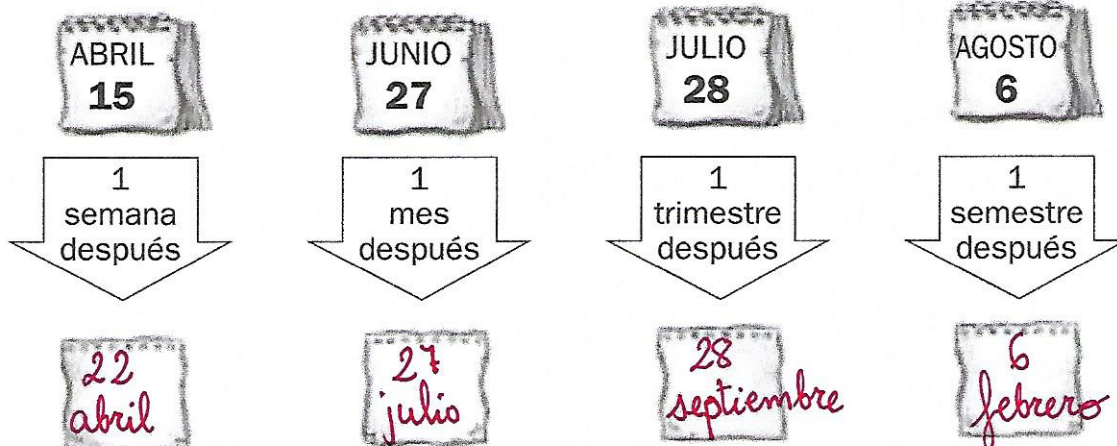 ABRIL
15
JUNIO
27
JULIO
28
AGOSTO
6
1
semana
después
1
mes
después
1
trimestre
después
1
semestre
después
22
abril
27
julio
28
septiembre
6
febrero